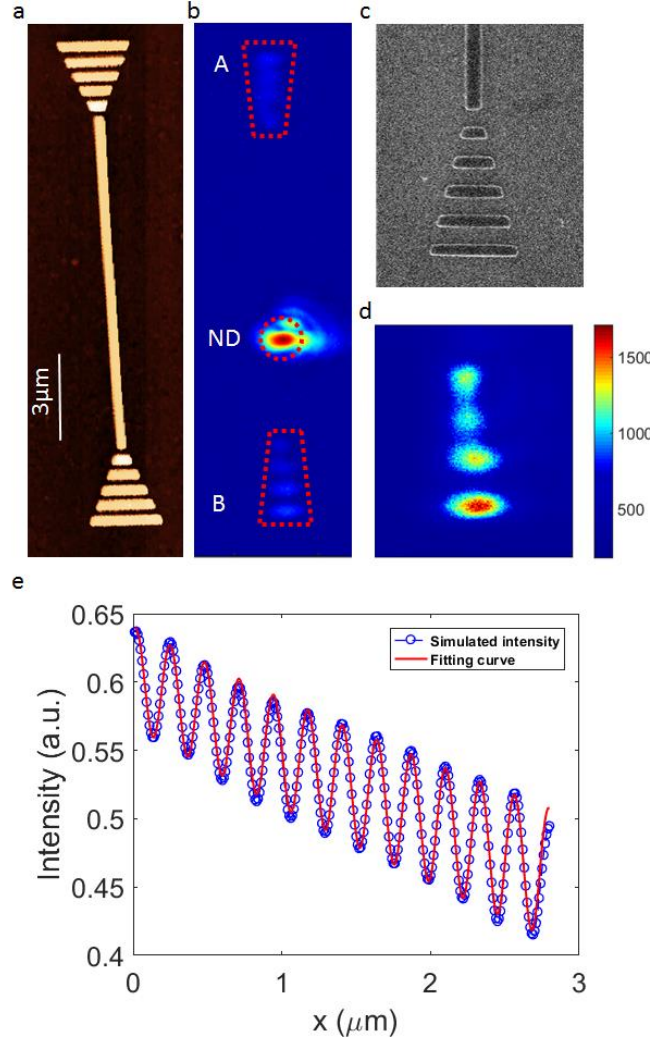 a
b
c
A
ND
B
3μm
d
1500
1000
500
e
Simulated intensity
Fitting curve
Intensity (a.u.)
0.65
0.6
0.55
0.5
0.45
0.4
0
1
2
3
x (μm)